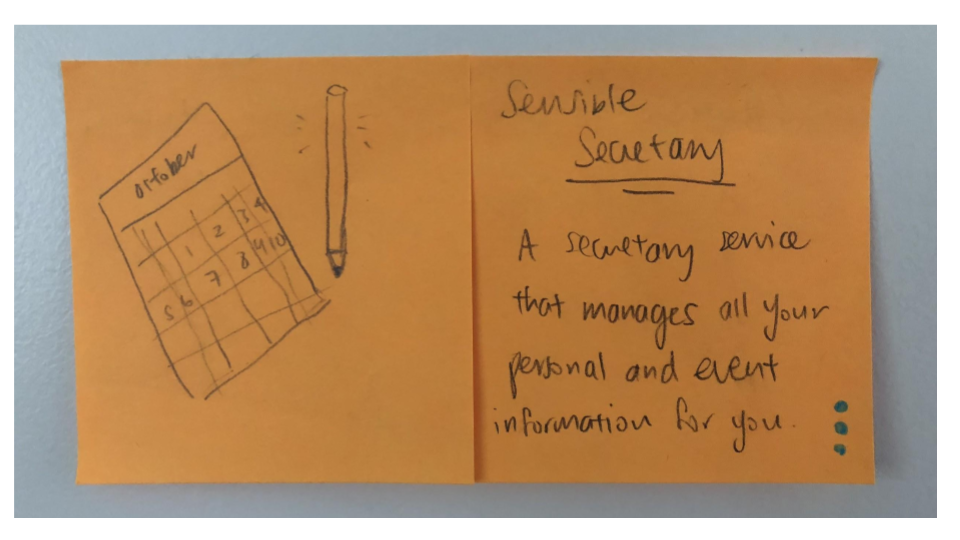 October
1 2 3 4
5 6 7 8 9 10
Sensible
Secretary
A secretary service
that manages all your
personal and event
information for you.